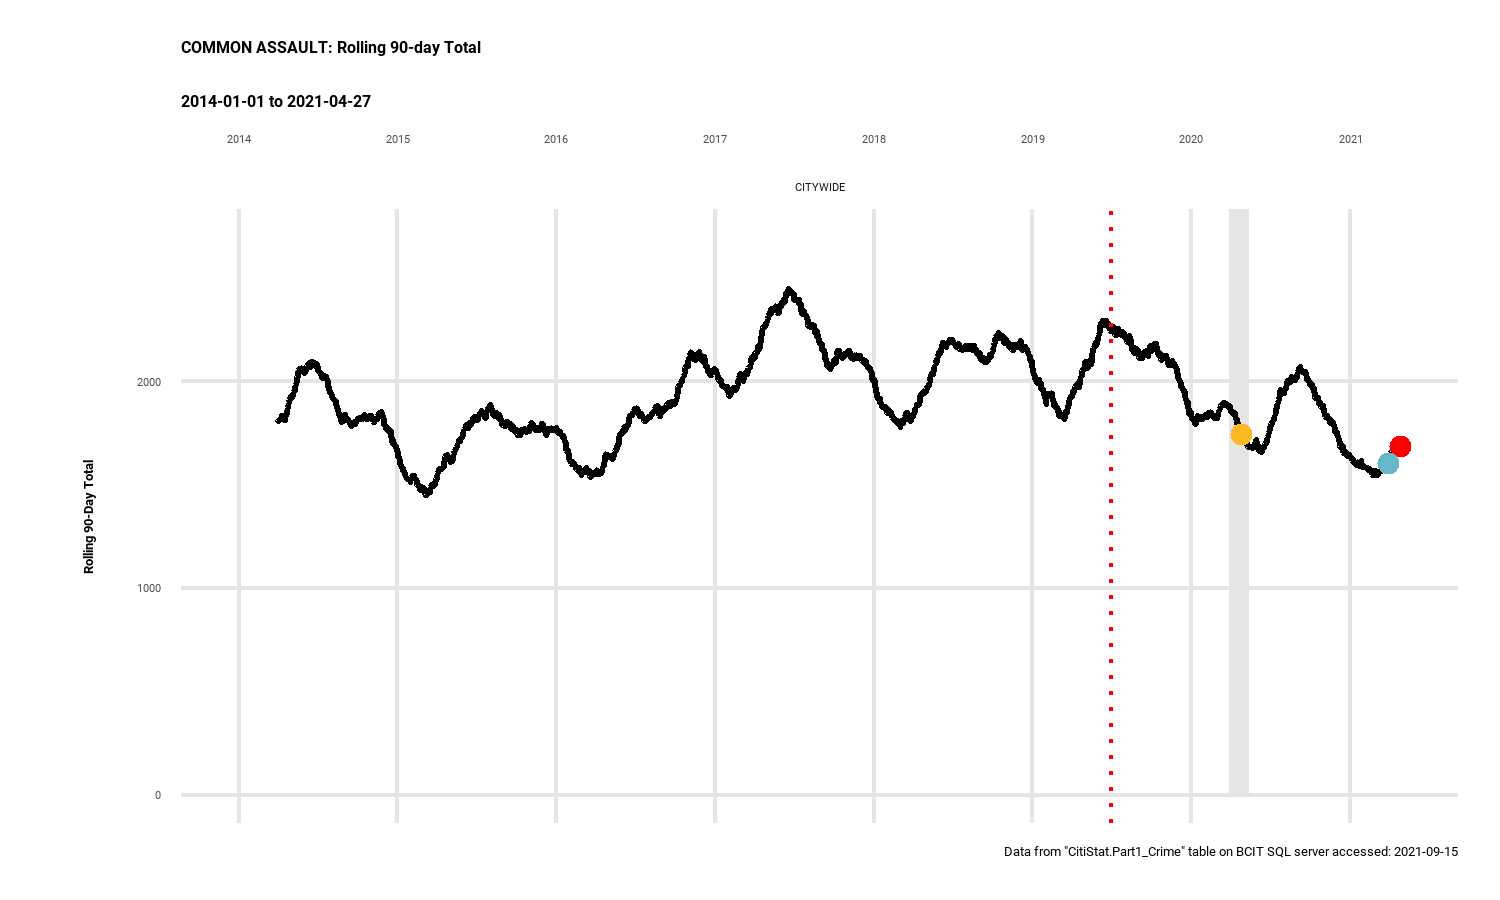 COMMON ASSAULT: Rolling 90-day Total
2014-01-01 to 2021-04-27
2014 2015 2016 2017 2018 2019 2020 2021
CITYWIDE
2000
Rolling 90-Day Total
1000
0
Data from "CitiStat.Part1_Crime" table on BCIT SQL server accessed: 2021-09-15